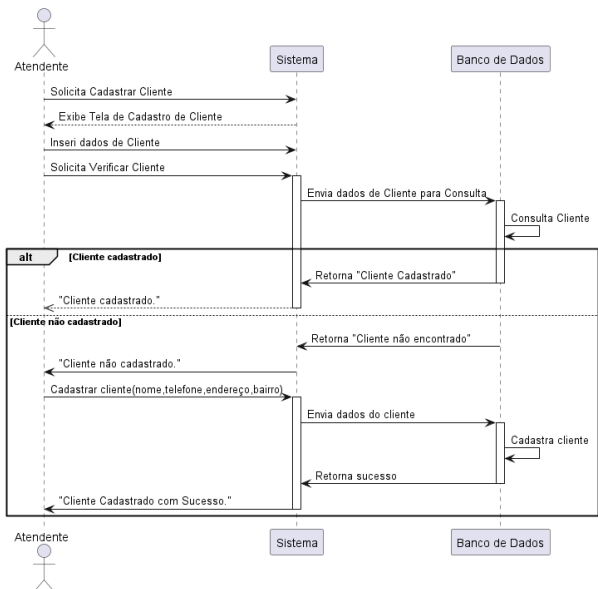 Atendente
Sistema
Banco de Dados
Solicita Cadastrar Cliente
Exibe Tela de Castro de Cliente
Inseri dados de Cliente
Solicita Verificar Cliente
Envia dados de Cliente para Consulta
Consulta Cliente
alt
[Cliente cadastrado]
Retorna "Cliente Cadastrado"
"Cliente cadastrado."
[Cliente não cadastrado]
Retorna "Cliente não encontrado"
"Cliente não cadastrado."
Cadastrar cliente(nome,telefone,endereço,bairro)
Envia dados do cliente
Cadastra cliente
Retorna sucesso
"Cliente Cadastrado com Sucesso."
Atendente
Sistema
Banco de Dados